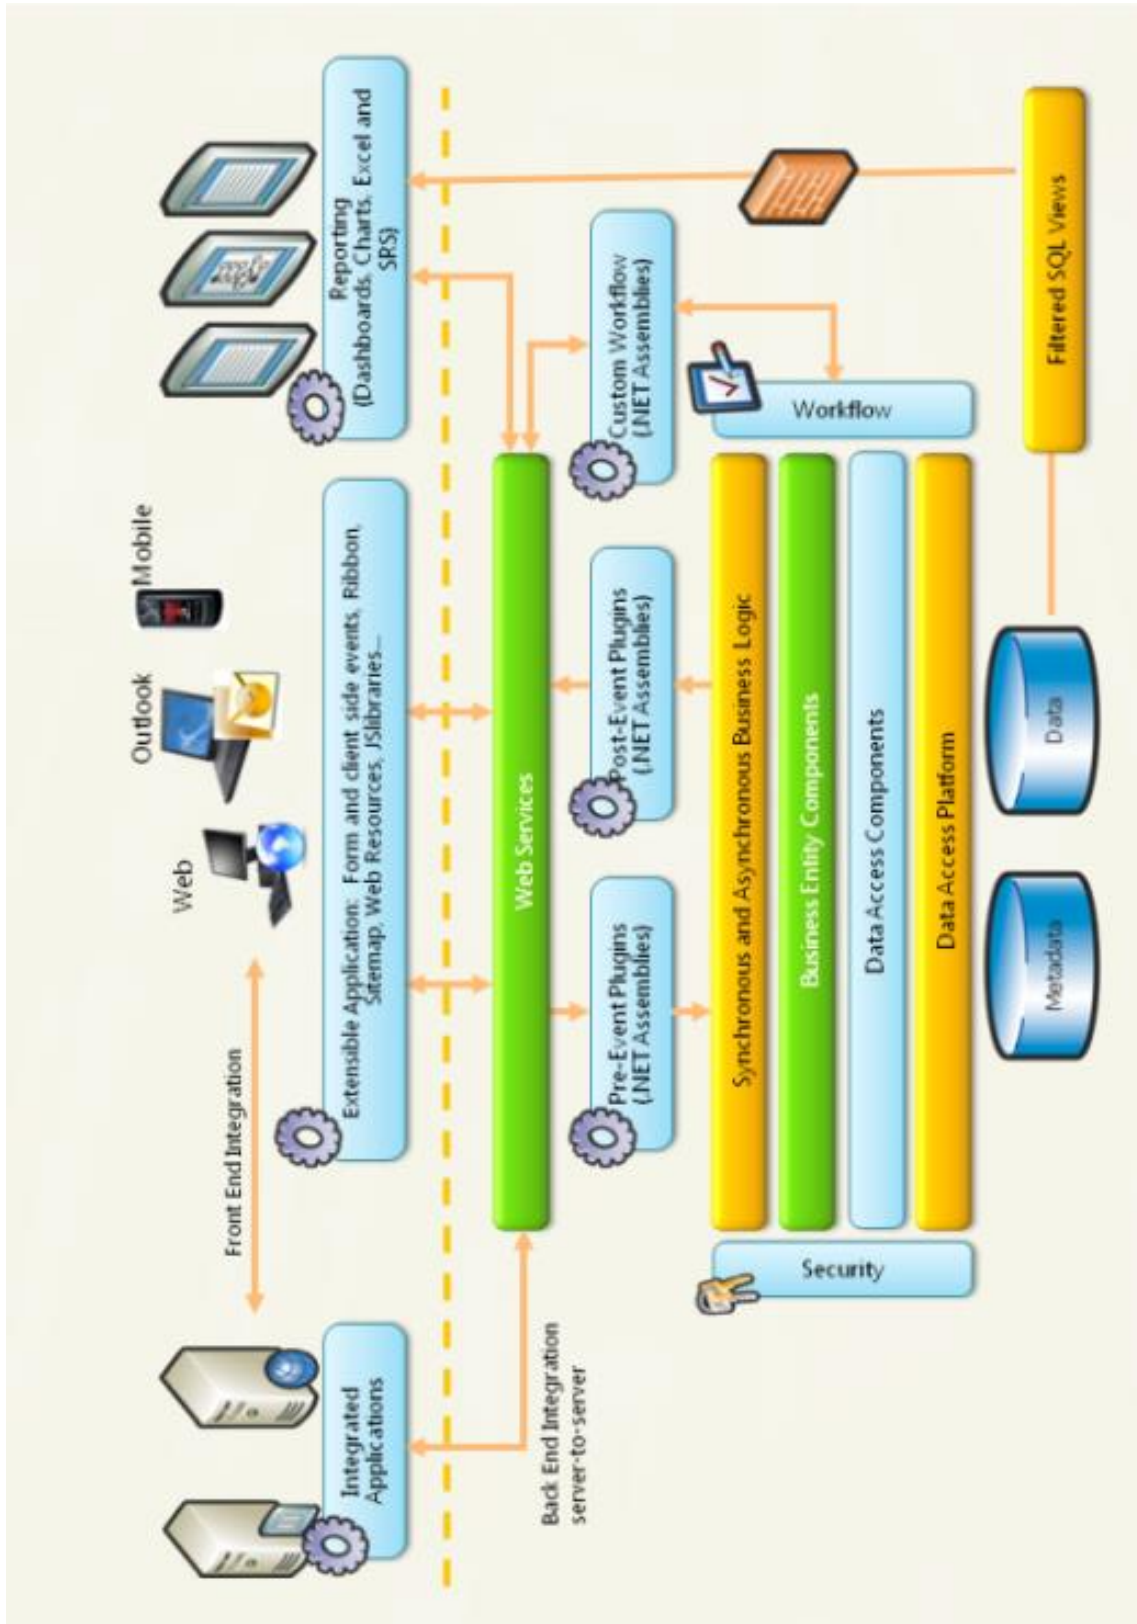 Web
Outlook
Mobile
Front End Integration
Integrated
Applications
Extensible Application: Form and client side events, Ribbon,
Sitemap, Web Resources, JSlibraries...
Reporting
(Dashboards, Charts, Excel and
SRS)
Back End Integration
server-to-server
Web Services
Pre-Event Plugins
(.NET Assemblies)
Post-Event Plugins
(.NET Assemblies)
Custom Workflow
(.NET Assemblies)
Security
Synchronous and Asynchronous Business Logic
Business Entity Components
Data Access Components
Data Access Platform
Workflow
Metadata
Data
Filtered SQL Views